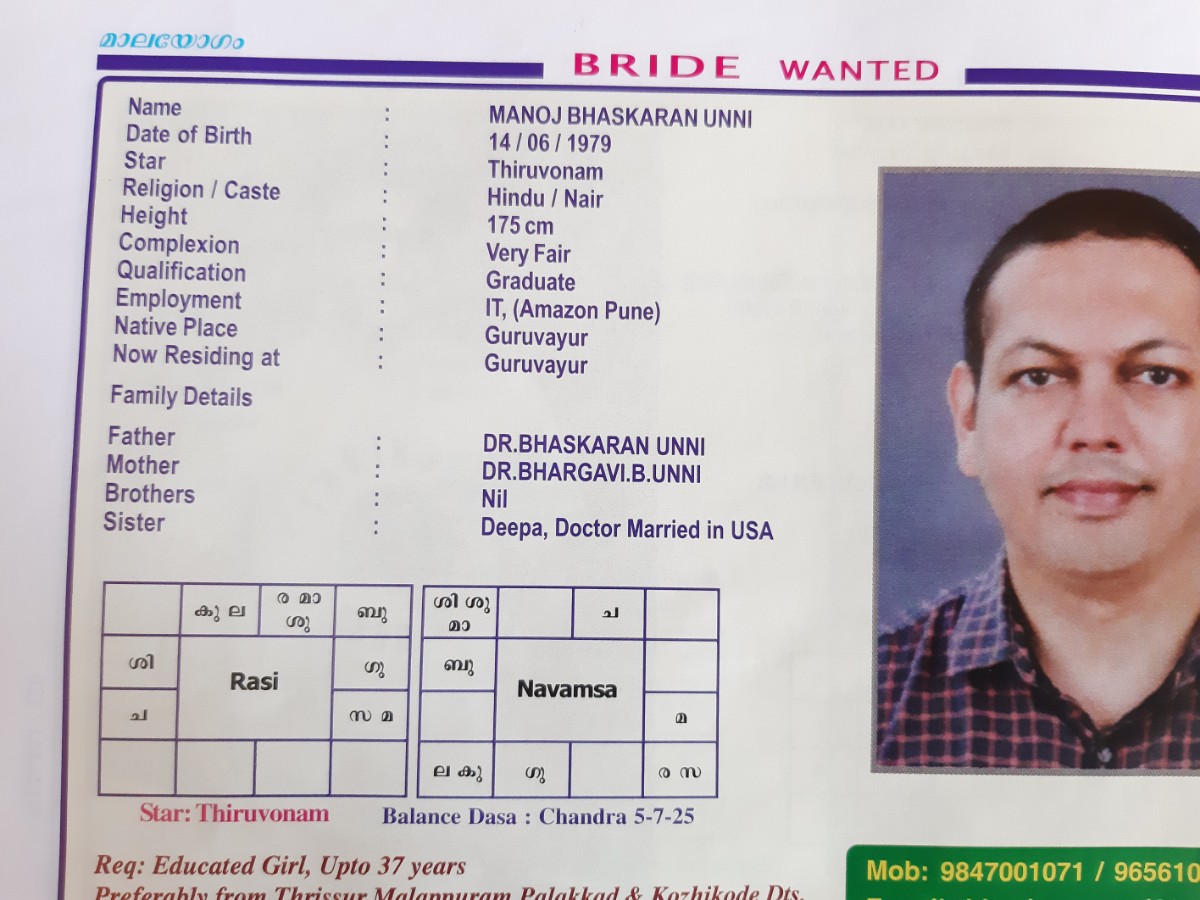 മാലയോഗം
BRIDE WANTED
Name : MANOJ BHASKARAN UNNI
Date of Birth : 14 / 06 / 1979
Star : Thiruvonam
Religion / Caste : Hindu / Nair
Height : 175 cm
Complexion : Very Fair
Qualification : Graduate
Employment : IT, (Amazon Pune)
Native Place : Guruvayur
Now Residing at : Guruvayur
Family Details
Father : DR.BHASKARAN UNNI
Mother : DR.BHARGAVI.B.UNNI
Brothers : Nil
Sister : Deepa, Doctor Married in USA
കു ല
ര മാ
ശു
ബു
ശി
Rasi
ഗു
ച
സ മ
ശി ശു
മാ
ച
ബു
Navamsa
മ
ല കു
ഗു
ര സ
Star: Thiruvonam
Balance Dasa : Chandra 5-7-25
Req: Educated Girl, Upto 37 years
Preferably from Thrissur Malappuram Palakkad & Kozhikode Dts.
Mob: 9847001071 / 965610